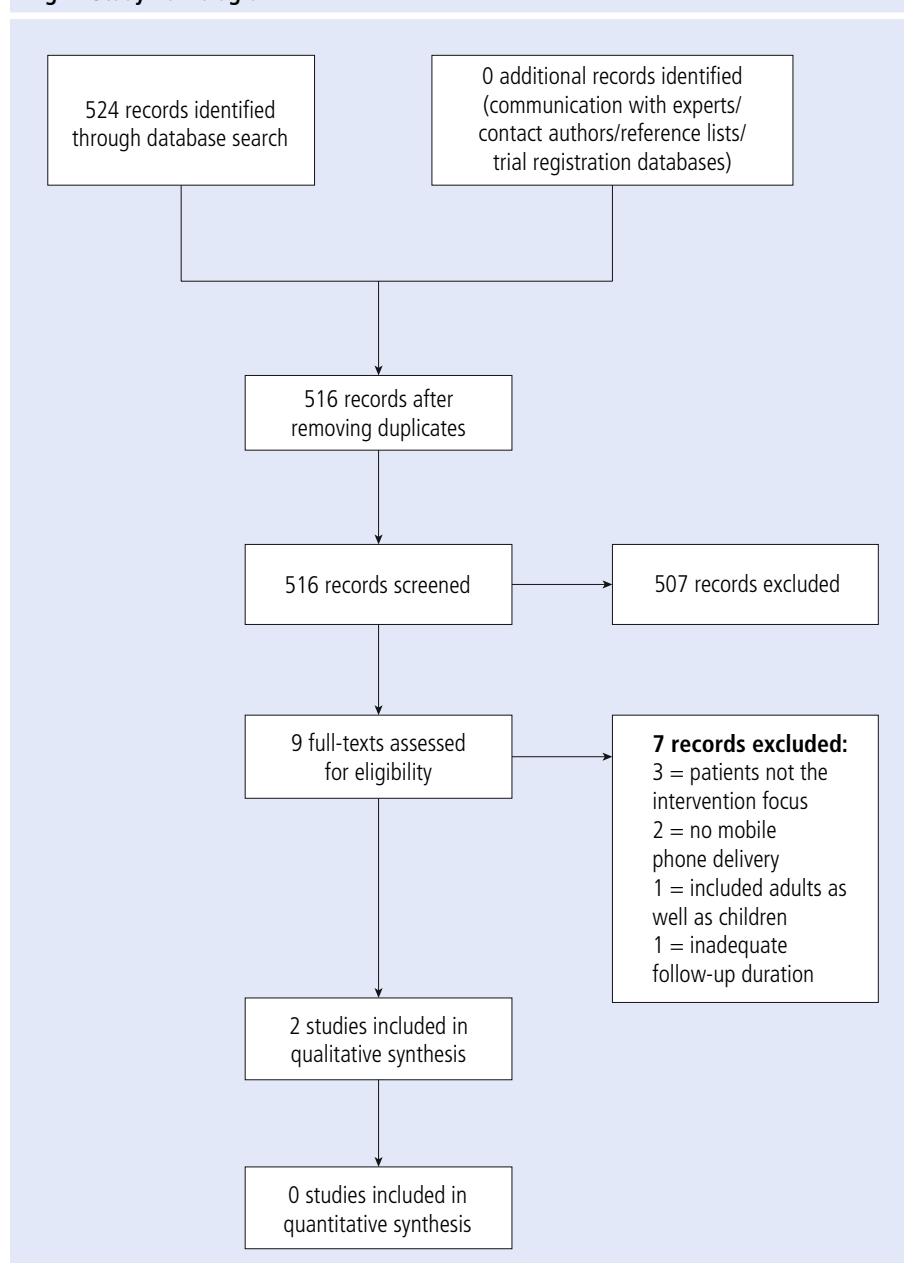 524 records identified
through database search
0 additional records identified
(communication with experts/
contact authors/reference lists/
trial registration databases)
516 records after
removing duplicates
516 records screened
507 records excluded
9 full-texts assessed
for eligibility
7 records excluded:
3 = patients not the
intervention focus
2 = no mobile
phone delivery
1 = included adults as
well as children
1 = inadequate
follow-up duration
2 studies included in
qualitative synthesis
0 studies included in
quantitative synthesis